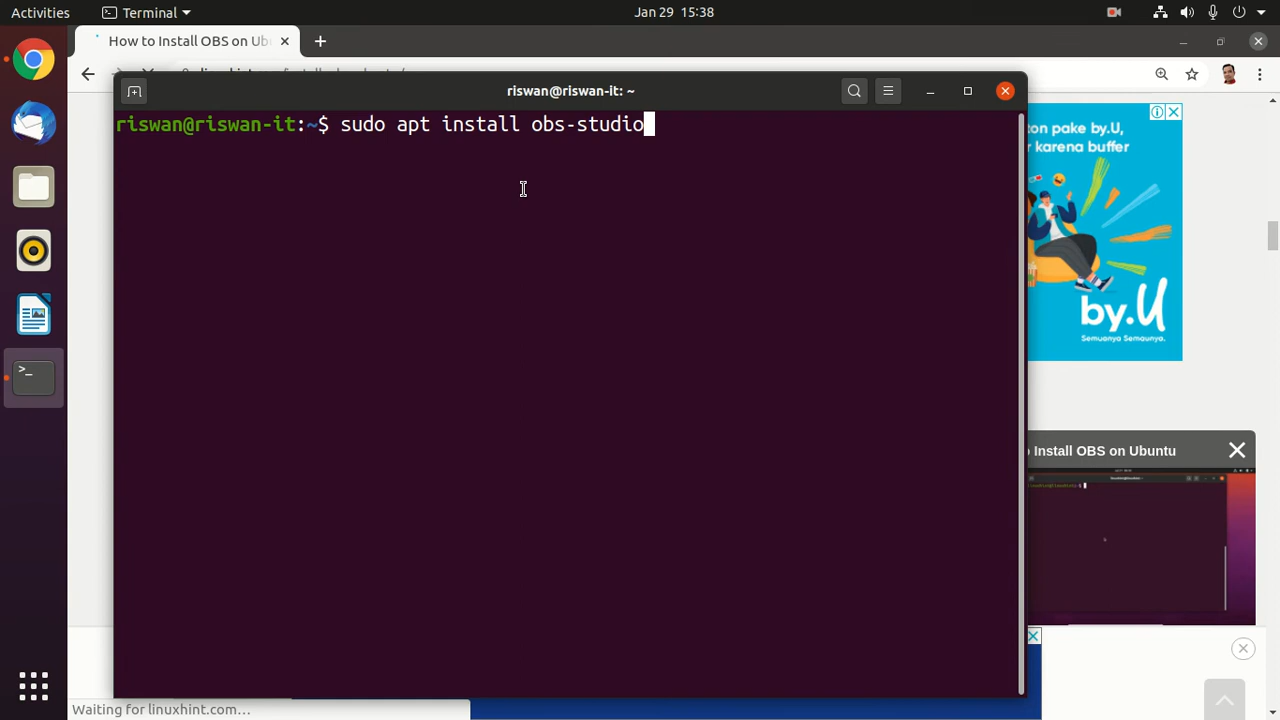 Activities
Terminal
Jan 29 15:38
How to Install OBS on Ub
riswan@riswan-it: ~
riswan@riswan-it:~$ sudo apt install obs-studio
ton pake by.U,
r karena buffer
by.U
Semuanya Semaunya.
Install OBS on Ubuntu
Waiting for linuxhint.com...